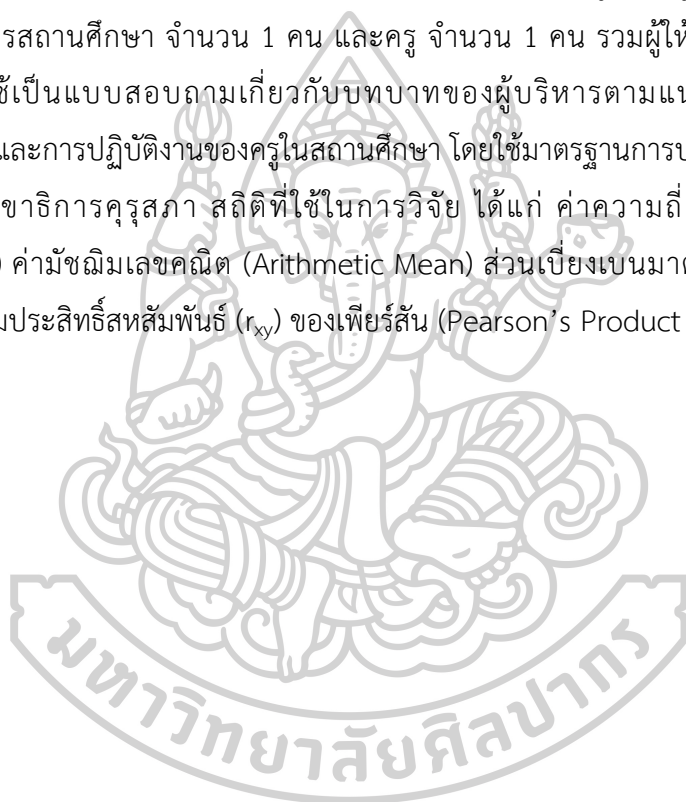 รสถานศึกษา จำนวน 1 คน และครู จำนวน 1 คน รวมผู้ให้
ช้เป็นแบบสอบถามเกี่ยวกับบทบาทของผู้บริหารตามแน
และการปฏิบัติงานของครูในสถานศึกษา โดยใช้มาตรฐานการป
ขาธิการคุรุสภา สถิติที่ใช้ในการวิจัย ได้แก่ ค่าความถี่
) ค่ามัชฌิมเลขคณิต (Arithmetic Mean) ส่วนเบี่ยงเบนมาต
มประสิทธิ์สหสัมพันธ์ (rxy) ของเพียร์สัน (Pearson's Product
มหาวิทยาลัยศิลปากร